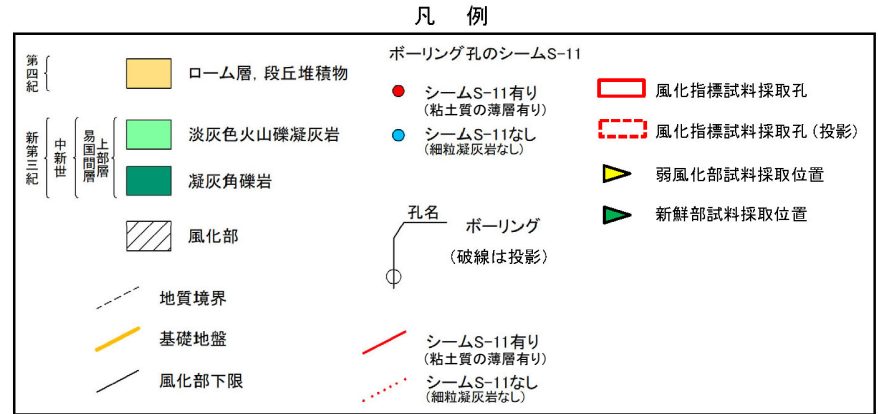 凡 例
第四紀
ローム層，段丘堆積物
新第三紀
中新世
易国間層
上部層
淡灰色火山礫凝灰岩
凝灰角礫岩
風化部
地質境界
基礎地盤
風化部下限
ボーリング孔のシームS-11
シームS-11有り
(粘土質の薄層有り)
シームS-11なし
(細粒凝灰岩なし)
孔名
ボーリング
(破線は投影)
シームS-11有り
(粘土質の薄層有り)
シームS-11なし
(細粒凝灰岩なし)
風化指標試料採取孔
風化指標試料採取孔(投影)
弱風化部試料採取位置
新鮮部試料採取位置